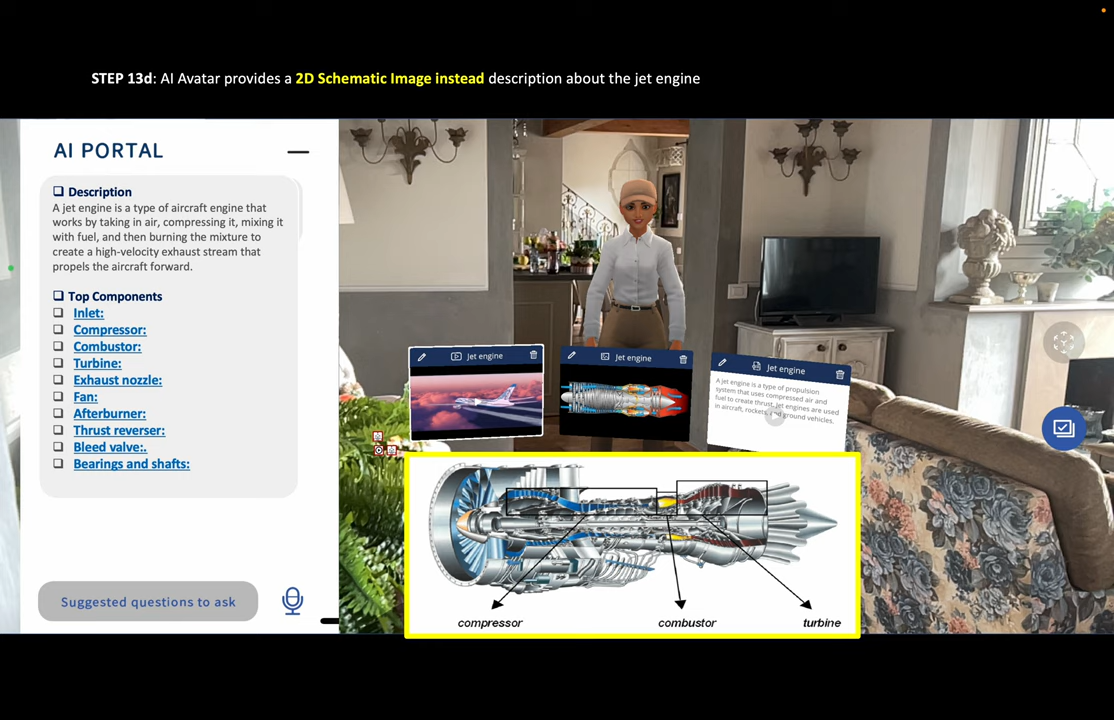 STEP 13d: AI Avatar provides a 2D Schematic Image instead description about the jet engine
AI PORTAL
Description
A jet engine is a type of aircraft engine that
works by taking in air, compressing it, mixing it
with fuel, and then burning the mixture to
create a high-velocity exhaust stream that
propels the aircraft forward.
Top Components
Inlet:
Compressor:
Combustor:
Turbine:
Exhaust nozzle:
Fan:
Afterburner:
Thrust reverser:
Bleed valve:.
Bearings and shafts:
Suggested questions to ask
Jet engine
Jet engine
Jet engine
A jet engine is a type of propulsion
system that uses compressed air and
fuel to create thrust. Jet engines are used
in aircraft, rockets, and ground vehicles.
compressor
combustor
turbine